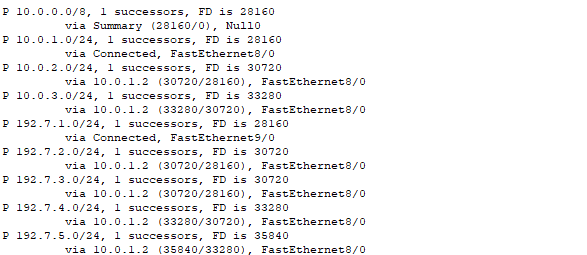 P 10.0.0.0/8, 1 successors, FD is 28160
via Summary (28160/0), Null0
P 10.0.1.0/24, 1 successors, FD is 28160
via Connected, FastEthernet8/0
P 10.0.2.0/24, 1 successors, FD is 30720
via 10.0.1.2 (30720/28160), FastEthernet8/0
P 10.0.3.0/24, 1 successors, FD is 33280
via 10.0.1.2 (33280/30720), FastEthernet8/0
P 192.7.1.0/24, 1 successors, FD is 28160
via Connected, FastEthernet9/0
P 192.7.2.0/24, 1 successors, FD is 30720
via 10.0.1.2 (30720/28160), FastEthernet8/0
P 192.7.3.0/24, 1 successors, FD is 30720
via 10.0.1.2 (30720/28160), FastEthernet8/0
P 192.7.4.0/24, 1 successors, FD is 33280
via 10.0.1.2 (33280/30720), FastEthernet8/0
P 192.7.5.0/24, 1 successors, FD is 35840
via 10.0.1.2 (35840/33280), FastEthernet8/0